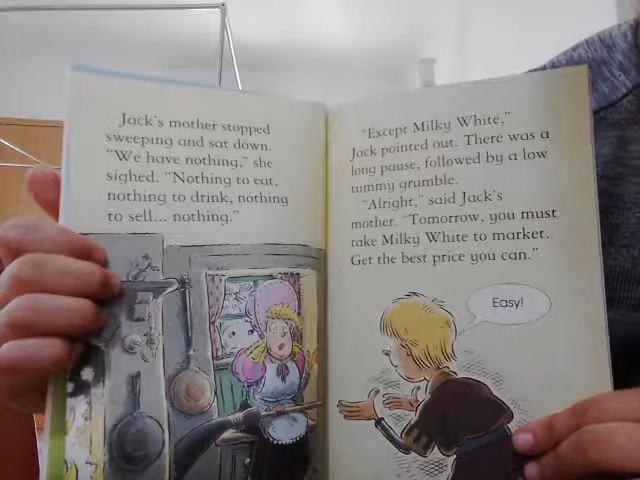 Jack's mother stopped
sweeping and sat down.
"We have nothing," she
sighed. "Nothing to eat,
nothing to drink, nothing
to sell... nothing."
"Except Milky White,"
Jack pointed out. There was a
long pause, followed by a low
tummy grumble.
"Alright," said Jack's
mother. "Tomorrow, you must
take Milky White to market.
Get the best price you can."
Easy!